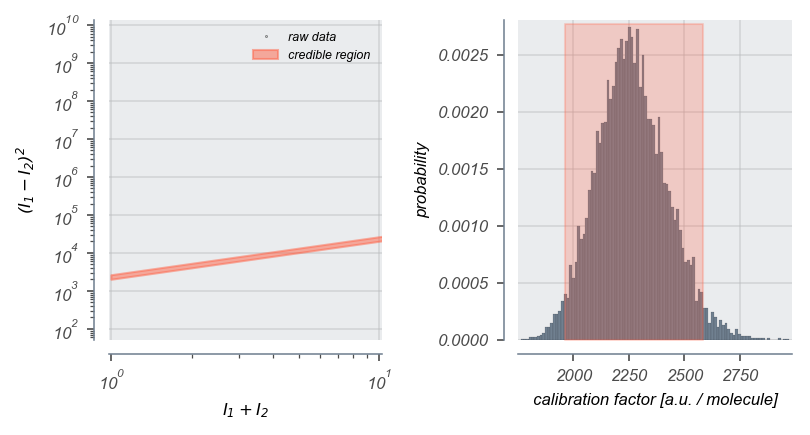 raw data
credible region
10^10
10^9
10^8
10^7
10^6
10^5
10^4
10^3
10^2
(I_1 − I_2)^2
10^0
10^1
I_1 + I_2
0.0025
0.0020
0.0015
0.0010
0.0005
0.0000
probability
2000 2250 2500 2750
calibration factor [a.u. / molecule]